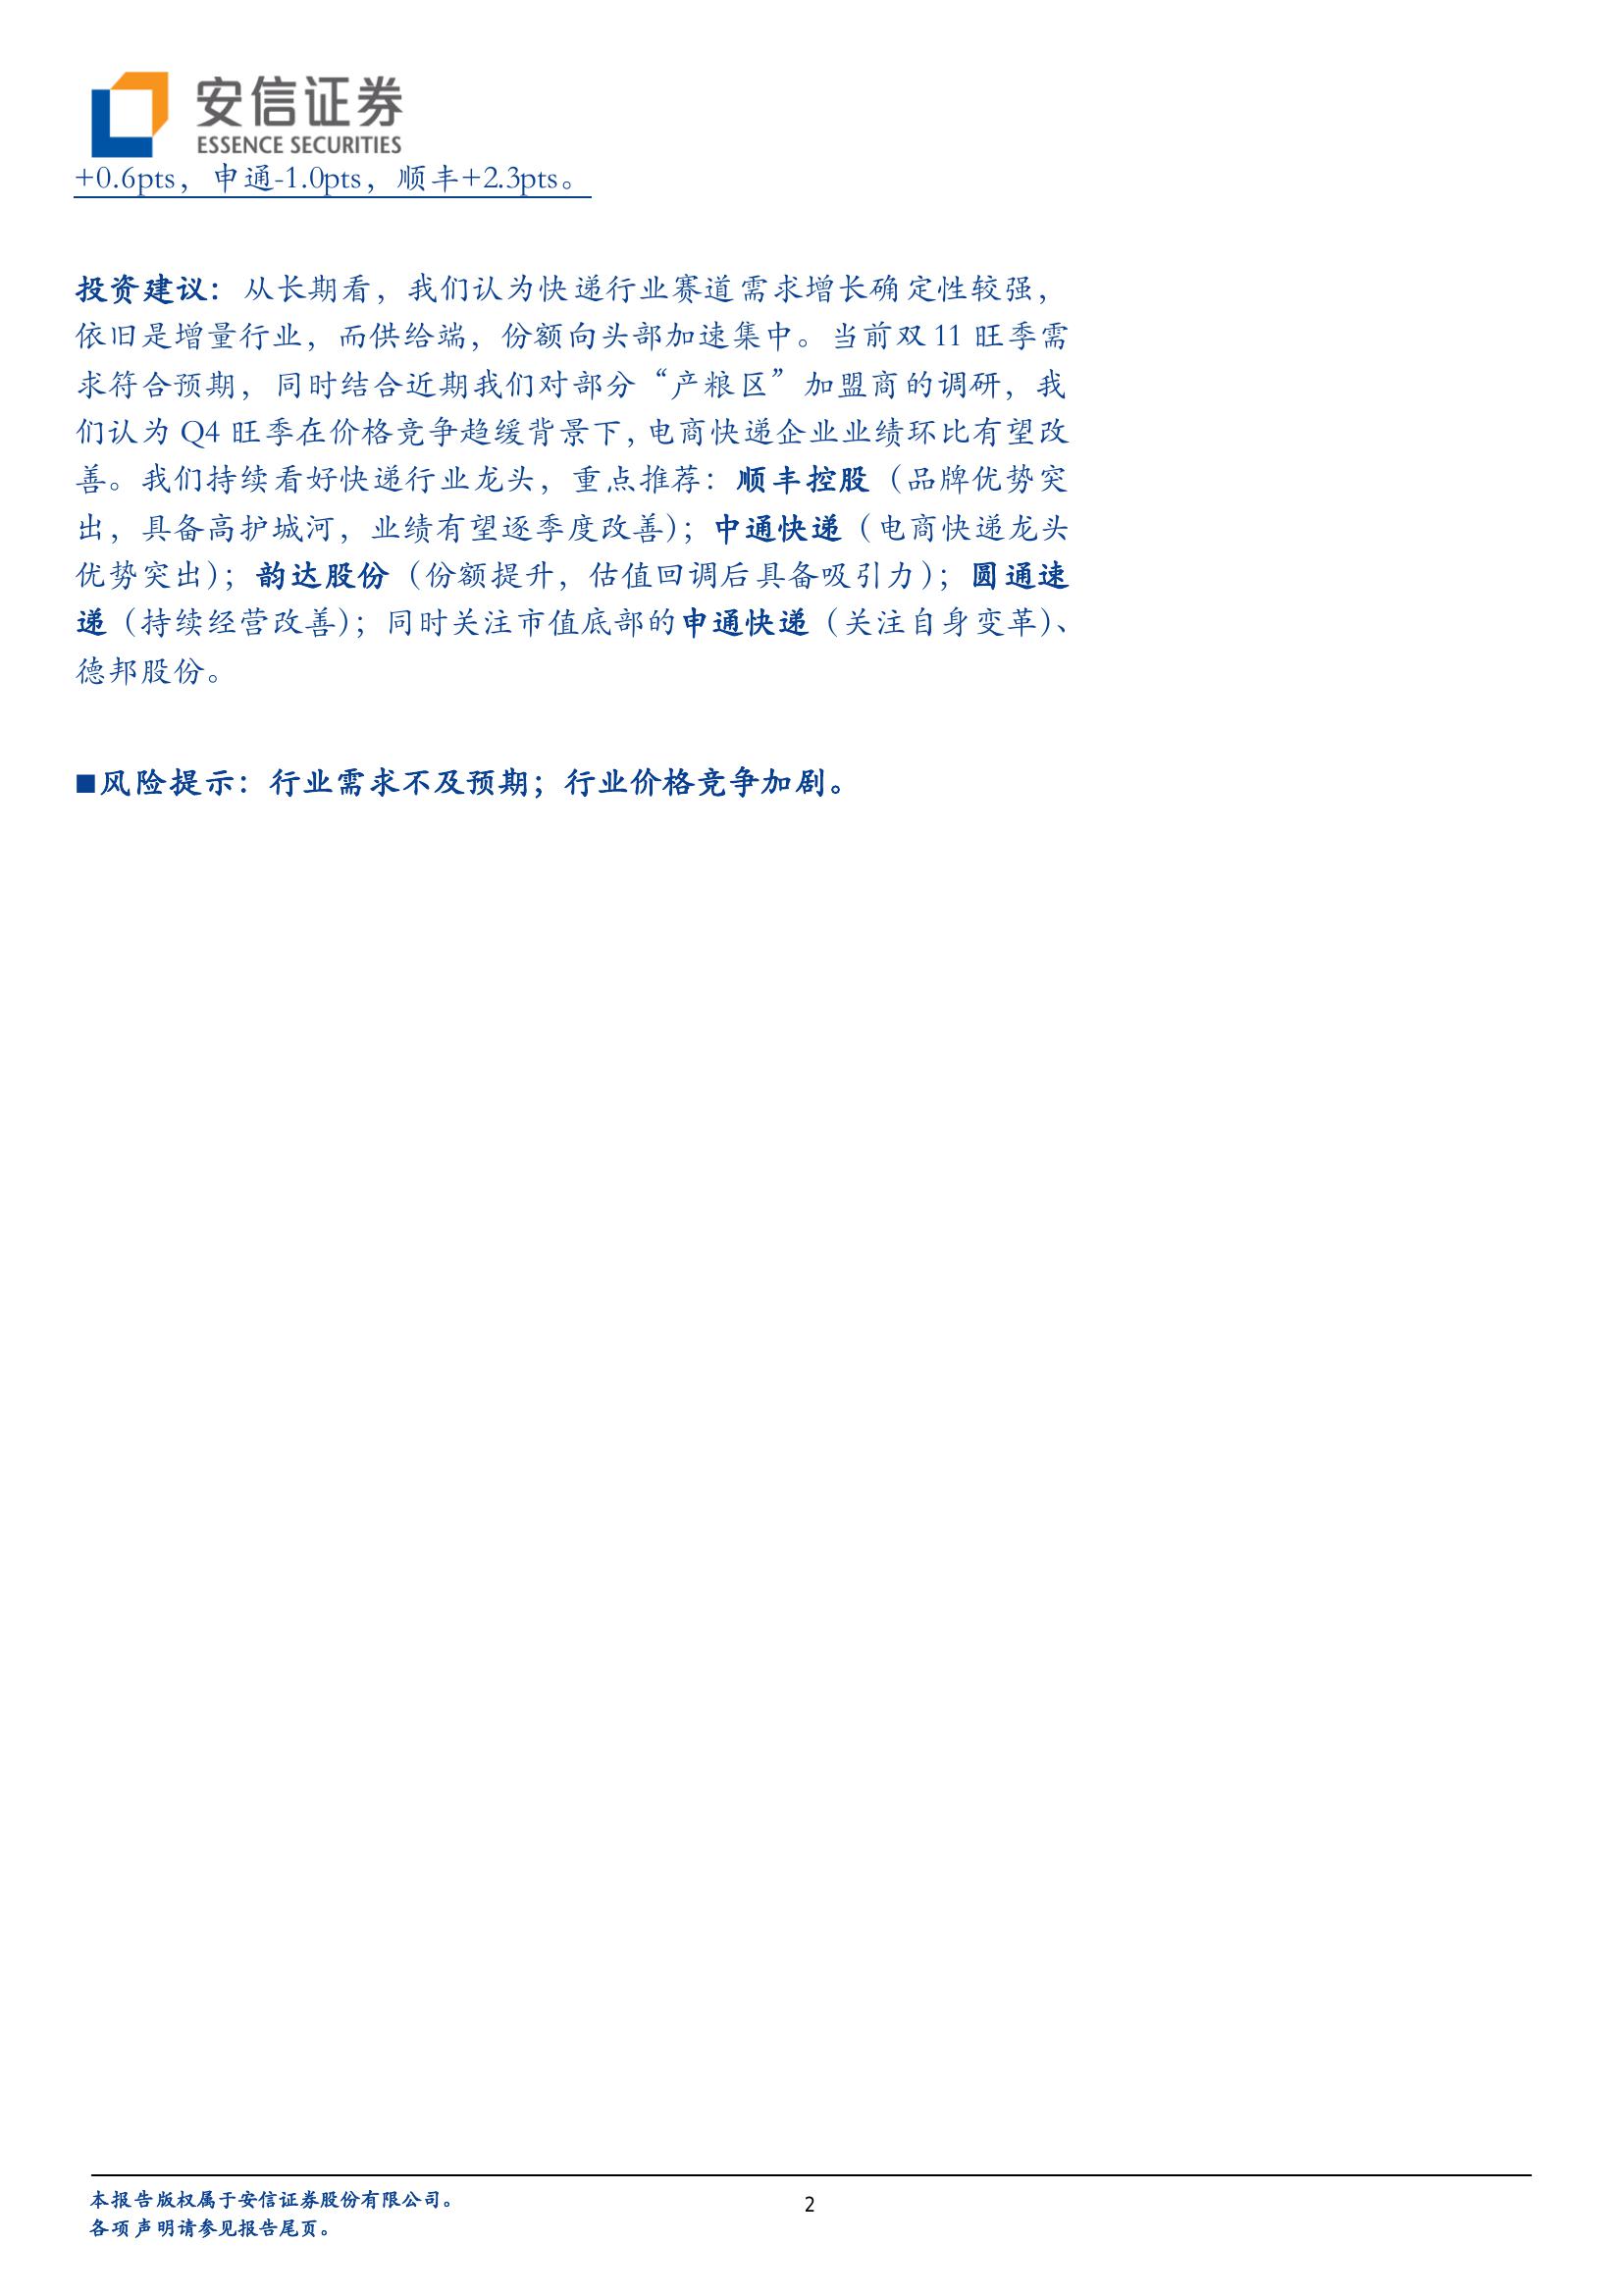 安信证券
ESSENCE SECURITIES
+0.6pts，申通-1.0pts，顺丰+2.3pts。
投资建议：从长期看，我们认为快递行业赛道需求增长确定性较强，
依旧是增量行业，而供给端，份额向头部加速集中。当前双 11 旺季需
求符合预期，同时结合近期我们对部分“产粮区”加盟商的调研，我
们认为 Q4 旺季在价格竞争趋缓背景下，电商快递企业业绩环比有望改
善。我们持续看好快递行业龙头，重点推荐：顺丰控股（品牌优势突
出，具备高护城河，业绩有望逐季度改善）；中通快递（电商快递龙头
优势突出）；韵达股份（份额提升，估值回调后具备吸引力）；圆通速
递（持续经营改善）；同时关注市值底部的申通快递（关注自身变革）、
德邦股份。
■风险提示：行业需求不及预期；行业价格竞争加剧。
本报告版权属于安信证券股份有限公司。
各项声明请参见报告尾页。
2